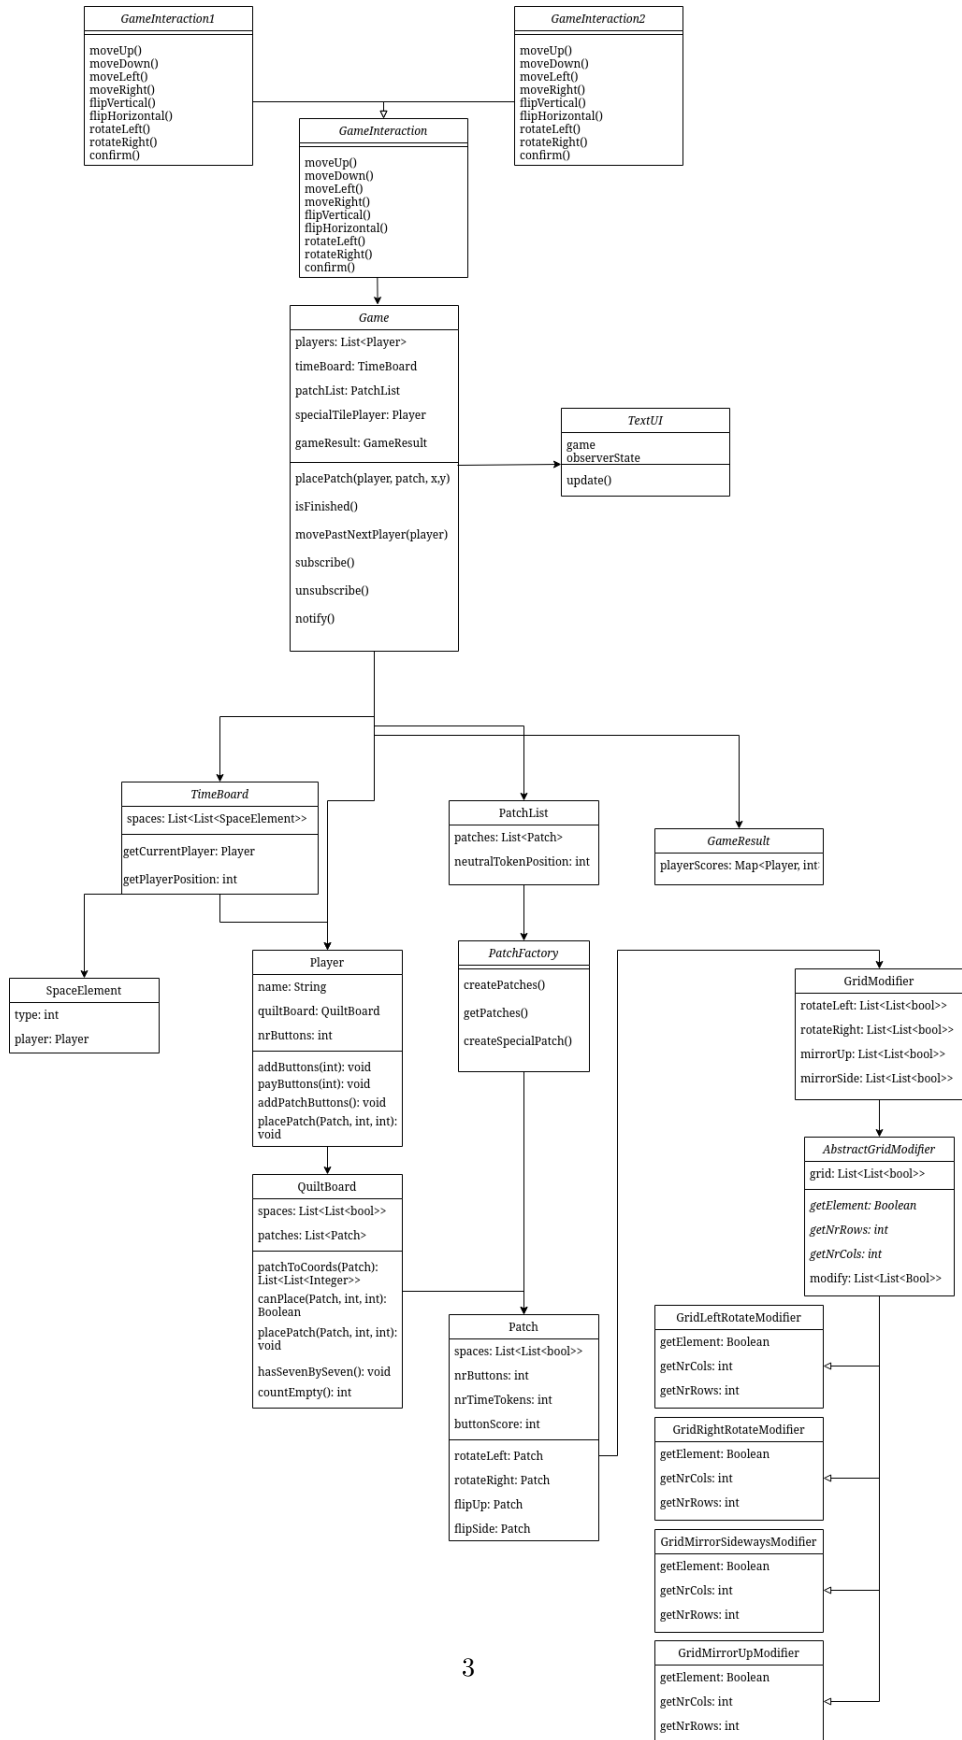 GameInteraction1
moveUp()
moveDown()
moveLeft()
moveRight()
flipVertical()
flipHorizontal()
rotateLeft()
rotateRight()
confirm()
GameInteraction2
moveUp()
moveDown()
moveLeft()
moveRight()
flipVertical()
flipHorizontal()
rotateLeft()
rotateRight()
confirm()
GameInteraction
moveUp()
moveDown()
moveLeft()
moveRight()
flipVertical()
flipHorizontal()
rotateLeft()
rotateRight()
confirm()
Game
players: List<Player>
timeBoard: TimeBoard
patchList: PatchList
specialTilePlayer: Player
gameResult: GameResult
placePatch(player, patch, x,y)
isFinished()
movePastNextPlayer(player)
subscribe()
unsubscribe()
notify()
TextUI
game
observerState
update()
TimeBoard
spaces: List<List<SpaceElement>>
getCurrentPlayer: Player
getPlayerPosition: int
PatchList
patches: List<Patch>
neutralTokenPosition: int
GameResult
playerScores: Map<Player, int
SpaceElement
type: int
player: Player
Player
name: String
quiltBoard: QuiltBoard
nrButtons: int
addButtons(int): void
payButtons(int): void
addPatchButtons(): void
placePatch(Patch, int, int):
void
PatchFactory
createPatches()
getPatches()
createSpecialPatch()
GridModifier
rotateLeft: List<List<bool>>
rotateRight: List<List<bool>>
mirrorUp: List<List<bool>>
mirrorSide: List<List<bool>>
AbstractGridModifier
grid: List<List<bool>>
getElement: Boolean
getNrRows: int
getNrCols: int
modify: List<List<Bool>>
QuiltBoard
spaces: List<List<bool>>
patches: List<Patch>
patchToCoords(Patch):
List<List<Integer>>
canPlace(Patch, int, int):
Boolean
placePatch(Patch, int, int):
void
hasSevenBySeven(): void
countEmpty(): int
Patch
spaces: List<List<bool>>
nrButtons: int
nrTimeTokens: int
buttonScore: int
rotateLeft: Patch
rotateRight: Patch
flipUp: Patch
flipSide: Patch
GridLeftRotateModifier
getElement: Boolean
getNrCols: int
getNrRows: int
GridRightRotateModifier
getElement: Boolean
getNrCols: int
getNrRows: int
GridMirrorSidewaysModifier
getElement: Boolean
getNrCols: int
getNrRows: int
GridMirrorUpModifier
getElement: Boolean
getNrCols: int
getNrRows: int
3